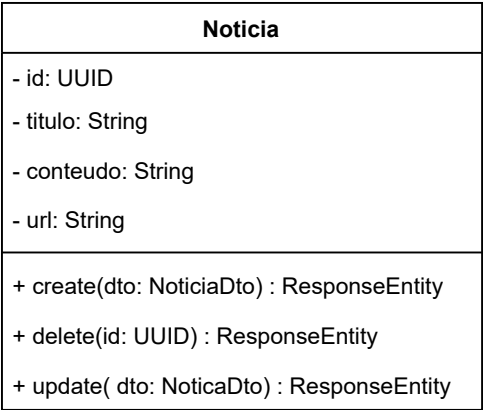 Noticia
- id: UUID
- titulo: String
- conteudo: String
- url: String
+ create(dto: NoticiaDto) : ResponseEntity
+ delete(id: UUID) : ResponseEntity
+ update( dto: NoticaDto) : ResponseEntity